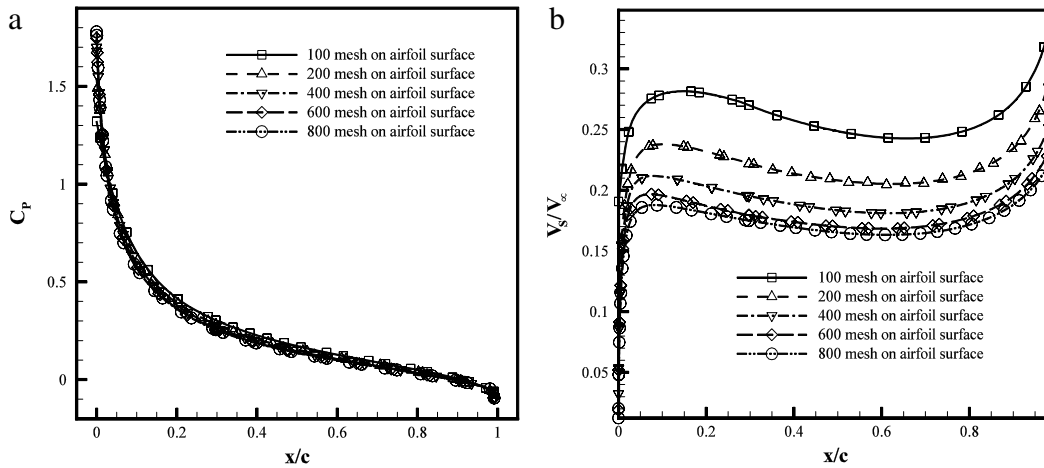 a
C_P
1.5
1
0.5
0
0
0.2
0.4
0.6
0.8
1
x/c
100 mesh on airfoil surface
200 mesh on airfoil surface
400 mesh on airfoil surface
600 mesh on airfoil surface
800 mesh on airfoil surface
b
V_S/V_∞
0.3
0.25
0.2
0.15
0.1
0.05
0
0.2
0.4
0.6
0.8
x/c
100 mesh on airfoil surface
200 mesh on airfoil surface
400 mesh on airfoil surface
600 mesh on airfoil surface
800 mesh on airfoil surface